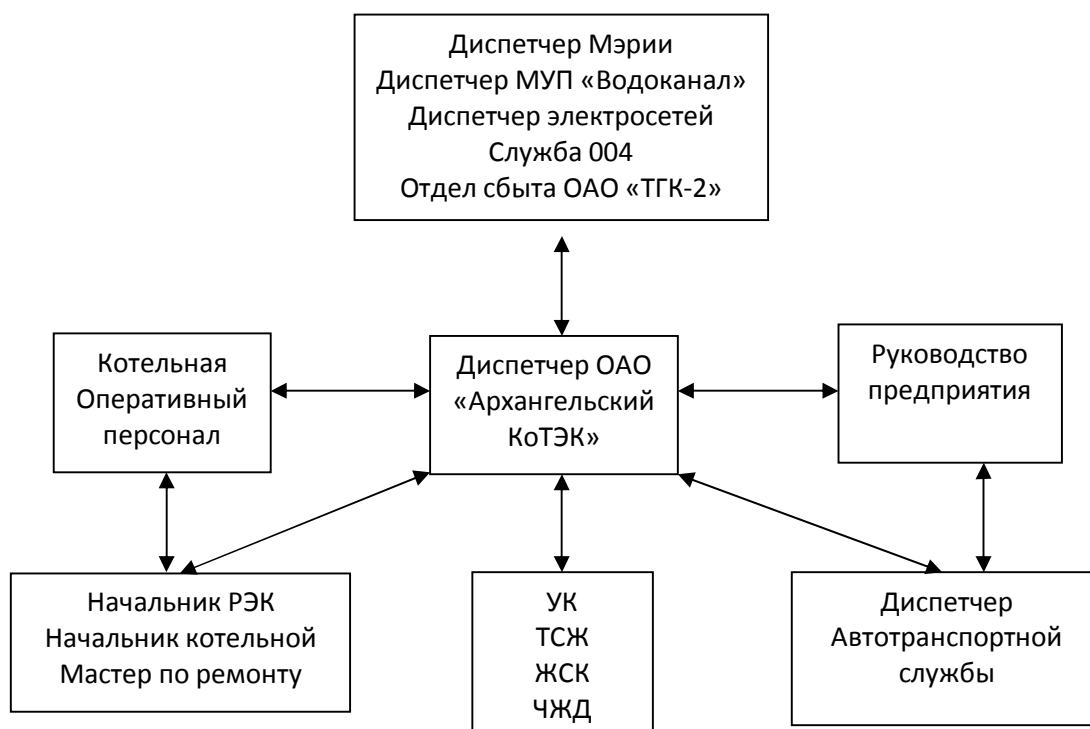 Диспетчер Мэрии
Диспетчер МУП «Водоканал»
Диспетчер электросетей
Служба 004
Отдел сбыта ОАО «ТГК-2»
Котельная
Оперативный
персонал
Диспетчер ОАО
«Архангельский
КоТЭК»
Руководство
предприятия
Начальник РЭК
Начальник котельной
Мастер по ремонту
УК
ТСЖ
ЖСК
ЧЖД
Диспетчер
Автотранспортной
службы